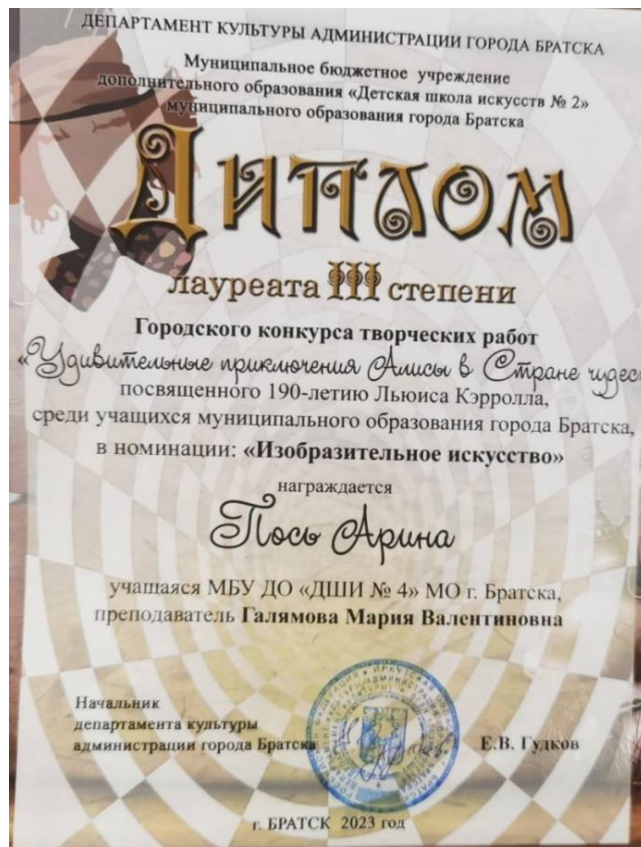 ДЕПАРТАМЕНТ КУЛЬТУРЫ АДМИНИСТРАЦИИ ГОРОДА БРАТСКА
Муниципальное бюджетное учреждение
дополнительного образования «Детская школа искусств № 2»
муниципального образования города Братска
Диплом
лауреата III степени
Городского конкурса творческих работ
«Удивительные приключения Алисы в Стране чудес
посвященного 190-летию Льюиса Кэрролла,
среди учащихся муниципального образования города Братска,
в номинации: «Изобразительное искусство»
награждается
Пось Арина
учащаяся МБУ ДО «ДШИ № 4» МО г. Братска,
преподаватель Галямова Мария Валентиновна
Начальник
департамента культуры
администрации города Братска
Е.В. Гудков
г. БРАТСК 2023 год